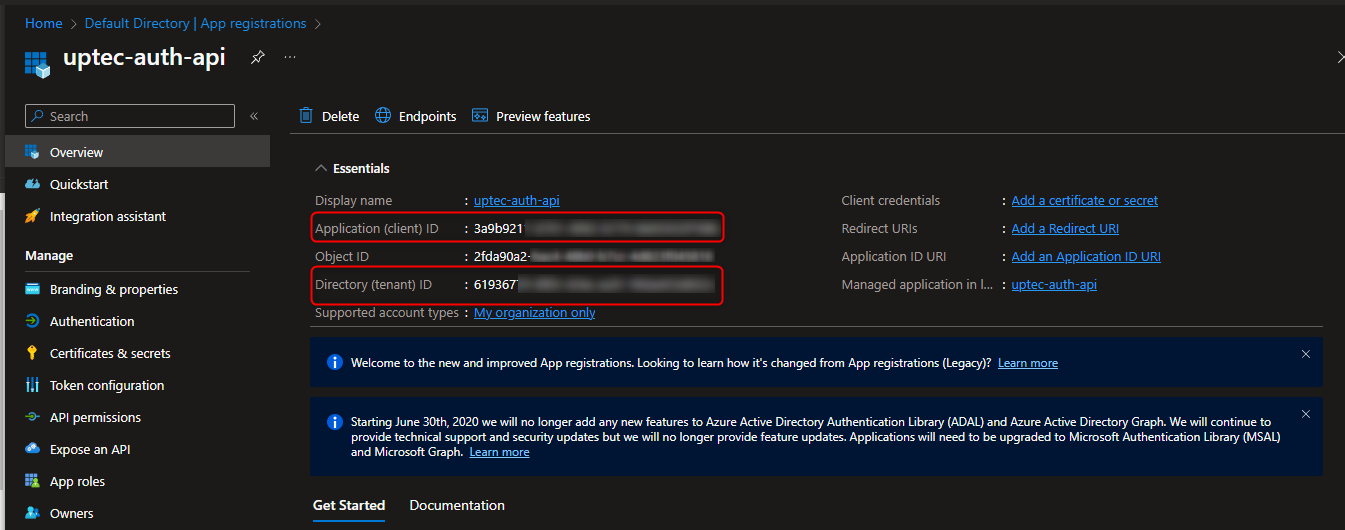 Home > Default Directory | App registrations >
uptec-auth-api ...
Search «
Overview
Quickstart
Integration assistant
Manage
Branding & properties
Authentication
Certificates & secrets
Token configuration
API permissions
Expose an API
App roles
Owners
Delete Endpoints Preview features
Essentials
Display name : uptec-auth-api
Application (client) ID : 3a9b921
Object ID : 2fda90a2-
Directory (tenant) ID : 619367
Supported account types : My organization only
Client credentials : Add a certificate or secret
Redirect URIs : Add a Redirect URI
Application ID URI : Add an Application ID URI
Managed application in l... : uptec-auth-api
Welcome to the new and improved App registrations. Looking to learn how it's changed from App registrations (Legacy)? Learn more
Starting June 30th, 2020 we will no longer add any new features to Azure Active Directory Authentication Library (ADAL) and Azure Active Directory Graph. We will continue to
provide technical support and security updates but we will no longer provide feature updates. Applications will need to be upgraded to Microsoft Authentication Library (MSAL)
and Microsoft Graph. Learn more
Get Started Documentation